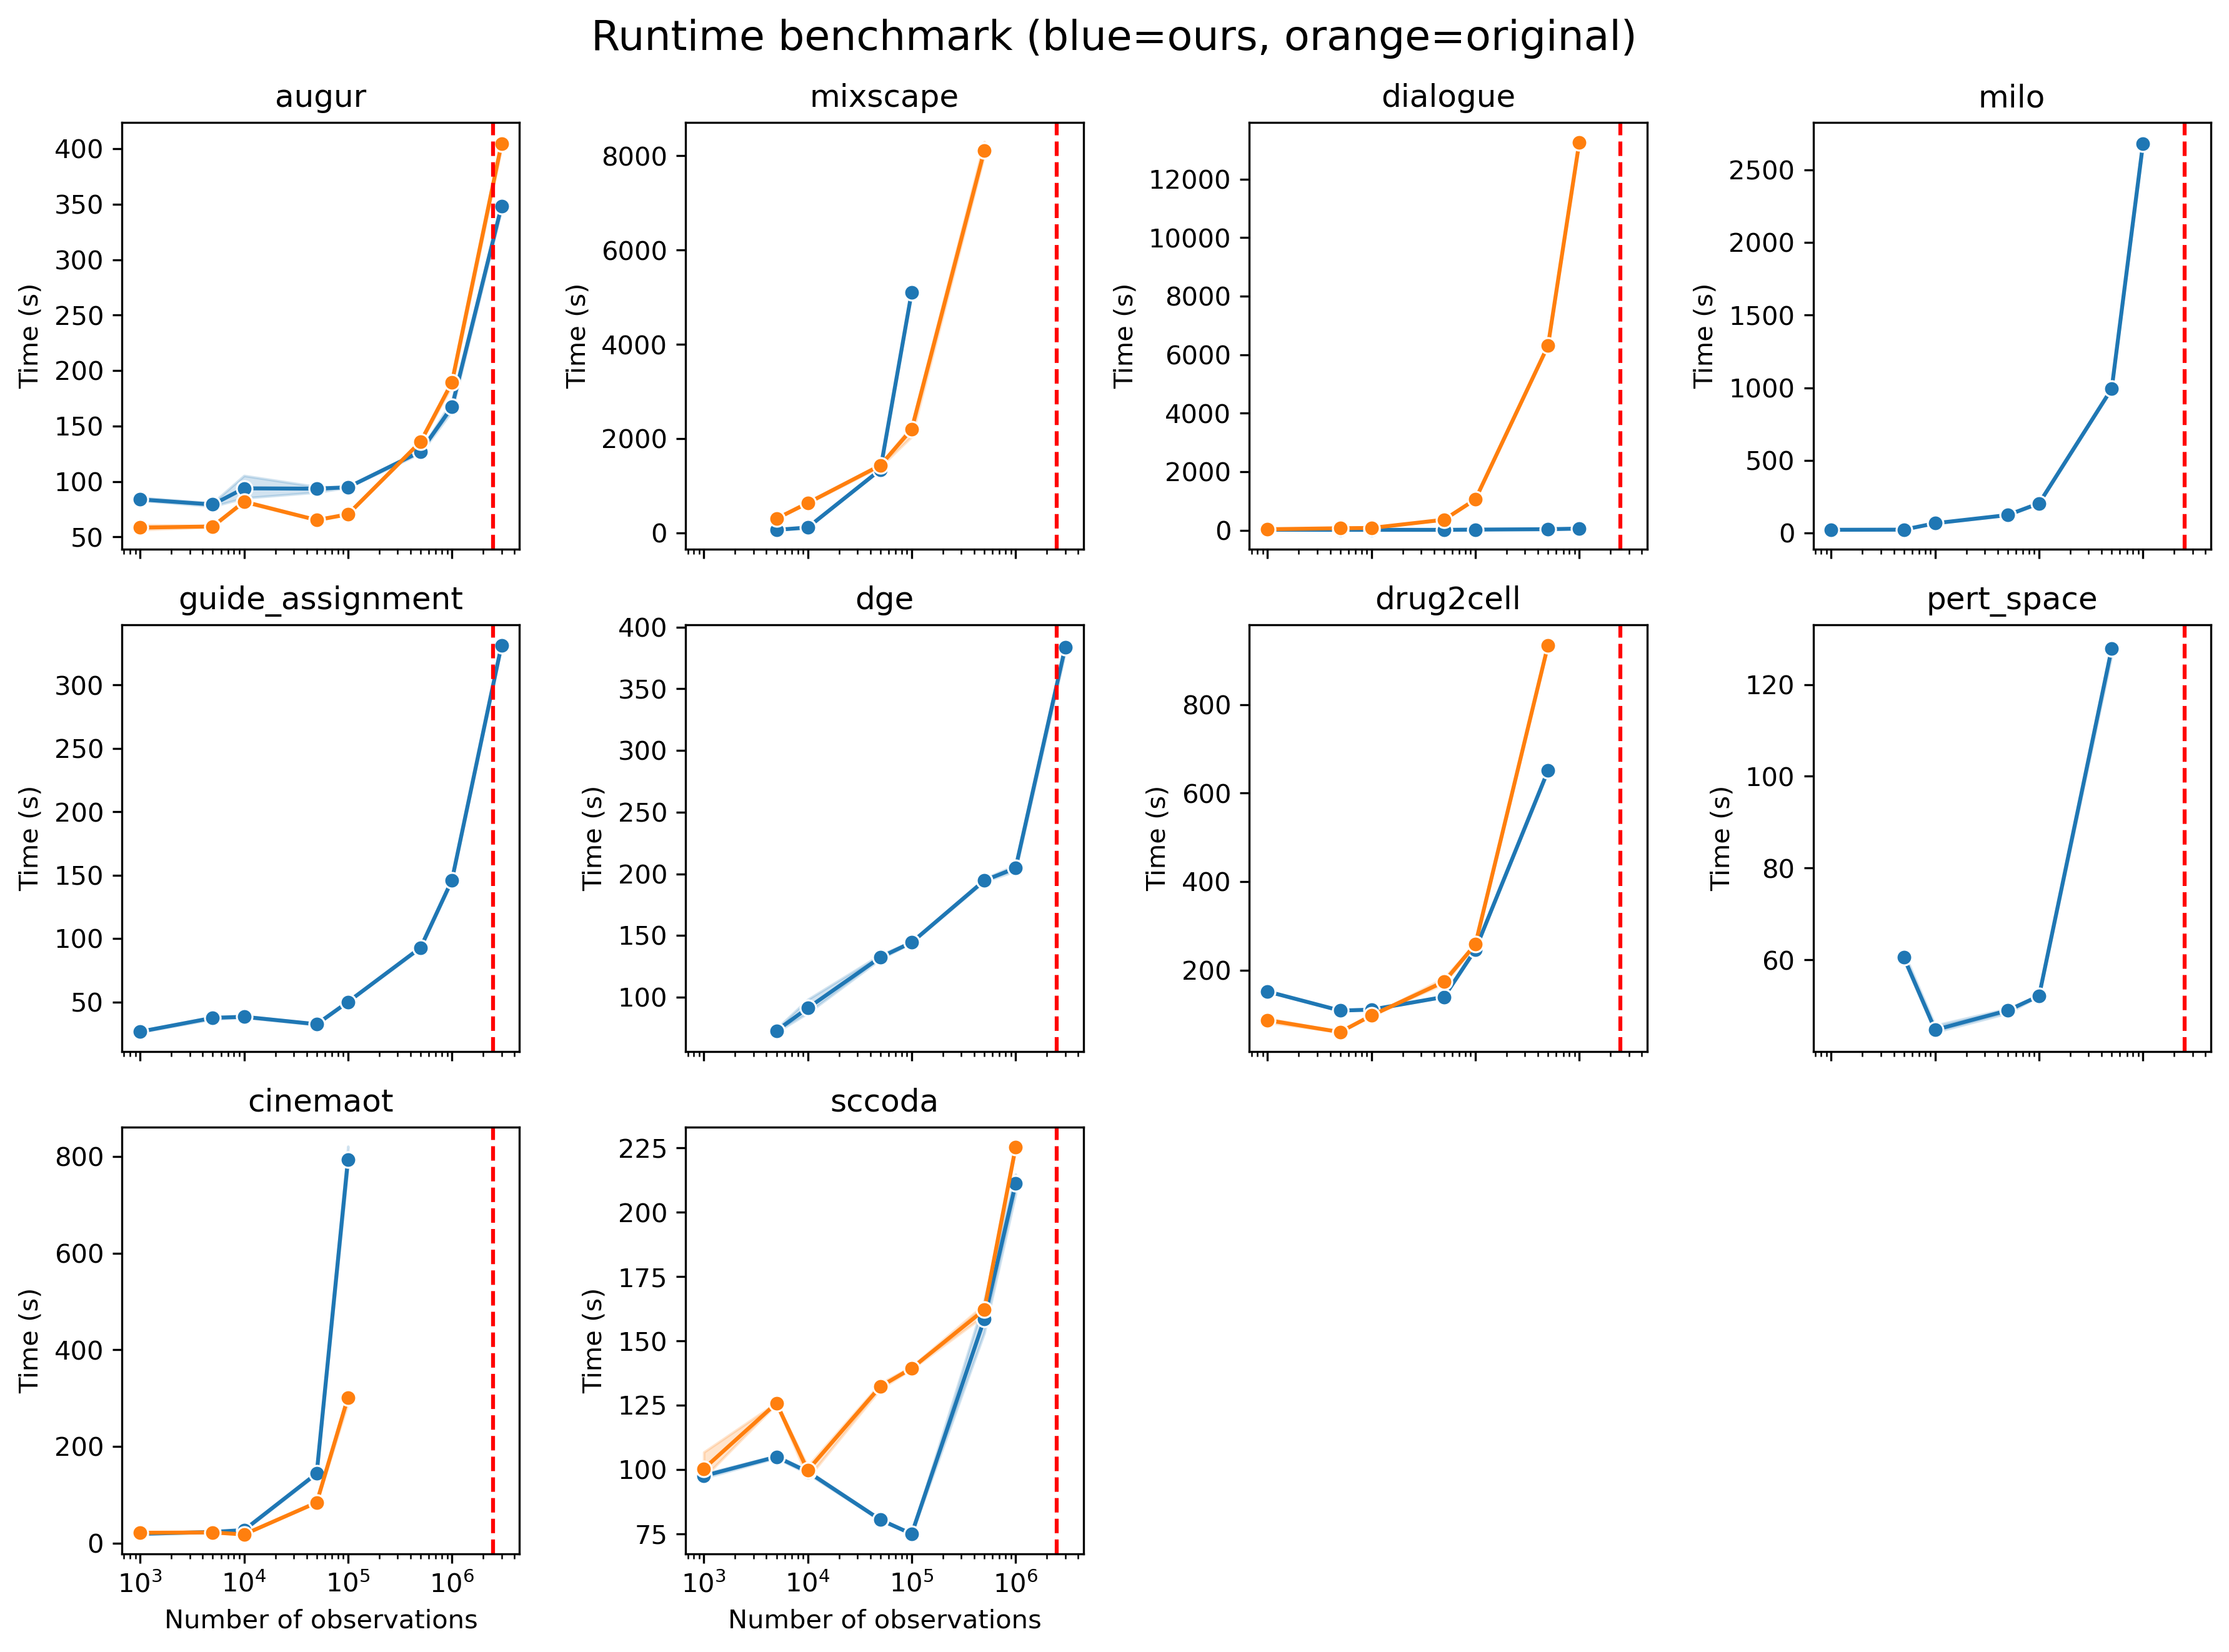 Runtime benchmark (blue=ours, orange=original)
augur
Time (s)
400
350
300
250
200
150
100
50
mixscape
Time (s)
8000
6000
4000
2000
0
dialogue
Time (s)
12000
10000
8000
6000
4000
2000
0
milo
Time (s)
2500
2000
1500
1000
500
0
guide_assignment
Time (s)
300
250
200
150
100
50
dge
Time (s)
400
350
300
250
200
150
100
drug2cell
Time (s)
800
600
400
200
pert_space
Time (s)
120
100
80
60
cinemaot
Time (s)
800
600
400
200
0
10³ 10⁴ 10⁵ 10⁶
Number of observations
sccoda
Time (s)
225
200
175
150
125
100
75
10³ 10⁴ 10⁵ 10⁶
Number of observations